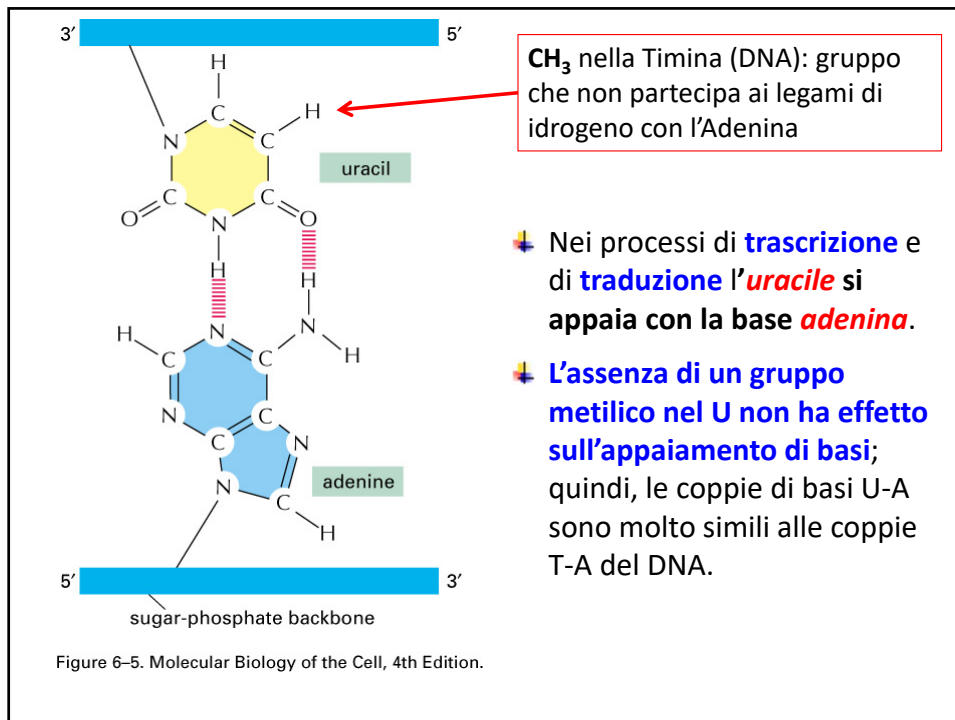 3′ 5′
H
C H
N C
uracil
C C
O N O
H H
N N
H C C H
N C N
C
adenine
N C
H
5′ 3′
sugar-phosphate backbone
Figure 6–5. Molecular Biology of the Cell, 4th Edition.
CH₃ nella Timina (DNA): gruppo
che non partecipa ai legami di
idrogeno con l’Adenina
Nei processi di trascrizione e
di traduzione l’uracile si
appaia con la base adenina.
L’assenza di un gruppo
metilico nel U non ha effetto
sull’appaiamento di basi;
quindi, le coppie di basi U-A
sono molto simili alle coppie
T-A del DNA.